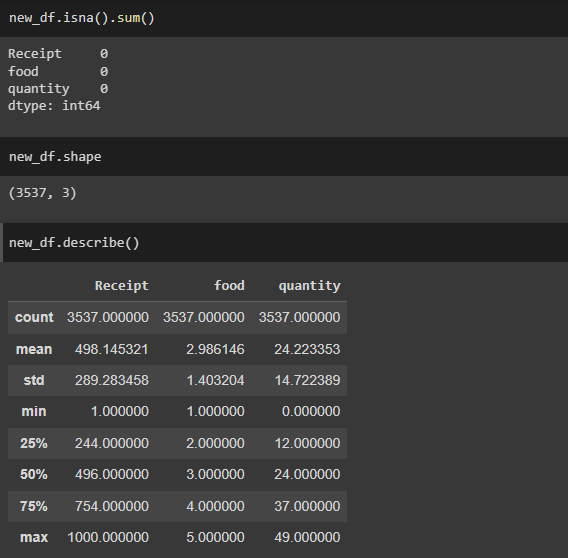 new_df.isna().sum()
Receipt     0
food        0
quantity    0
dtype: int64
new_df.shape
(3537, 3)
new_df.describe()
Receipt food quantity
count 3537.000000 3537.000000 3537.000000
mean 498.145321 2.986146 24.223353
std 289.283458 1.403204 14.722389
min 1.000000 1.000000 0.000000
25% 244.000000 2.000000 12.000000
50% 496.000000 3.000000 24.000000
75% 754.000000 4.000000 37.000000
max 1000.000000 5.000000 49.000000